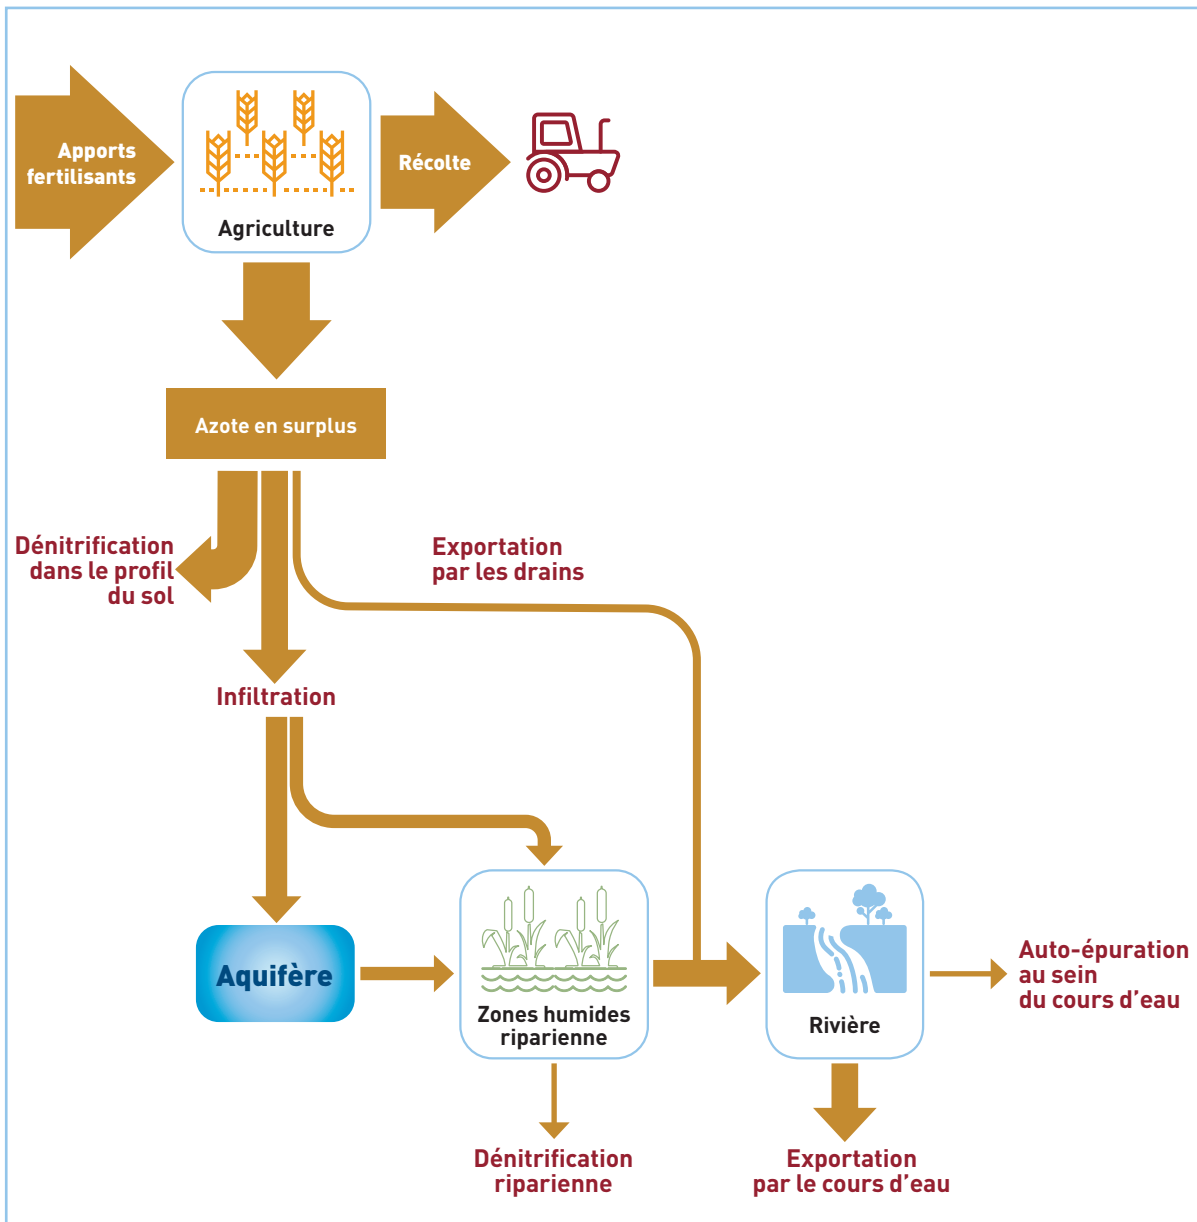 Apports
fertilisants
Récolte
Agriculture
Azote en surplus
Dénitrification
dans le profil
du sol
Exportation
par les drains
Infiltration
Aquifère
Zones humides
riparienne
Rivière
Auto-épuration
au sein
du cours d’eau
Dénitrification
riparienne
Exportation
par le cours d’eau